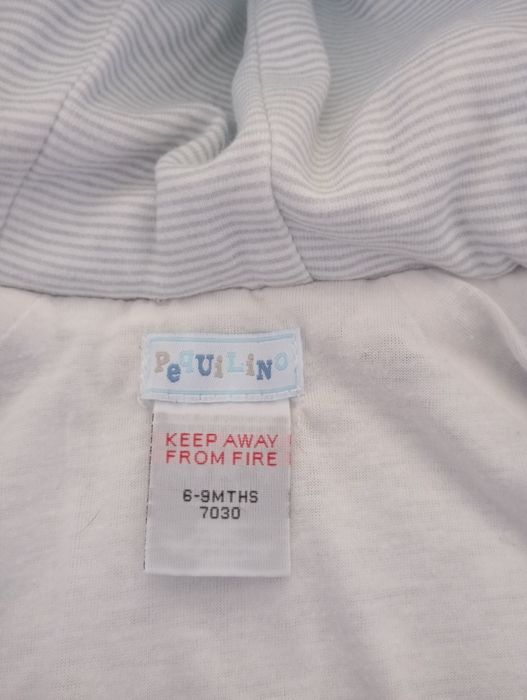 PeqUiLiNO
KEEP AWAY
FROM FIRE
6-9MTHS
7030